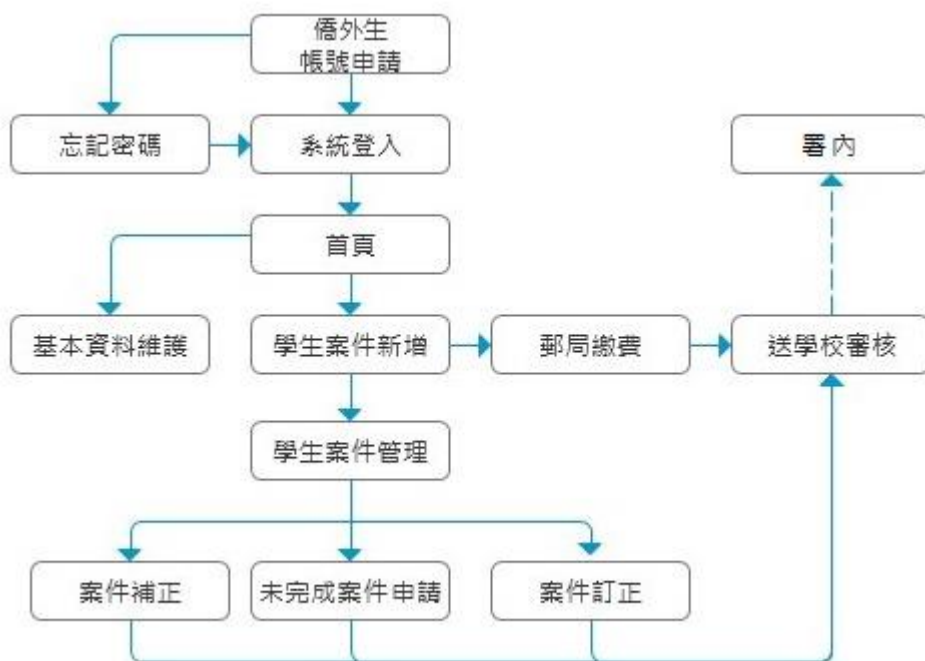 僑外生
帳號申請
忘記密碼
系統登入
署內
首頁
基本資料維護
學生案件新增
郵局繳費
送學校審核
學生案件管理
案件補正
未完成案件申請
案件訂正